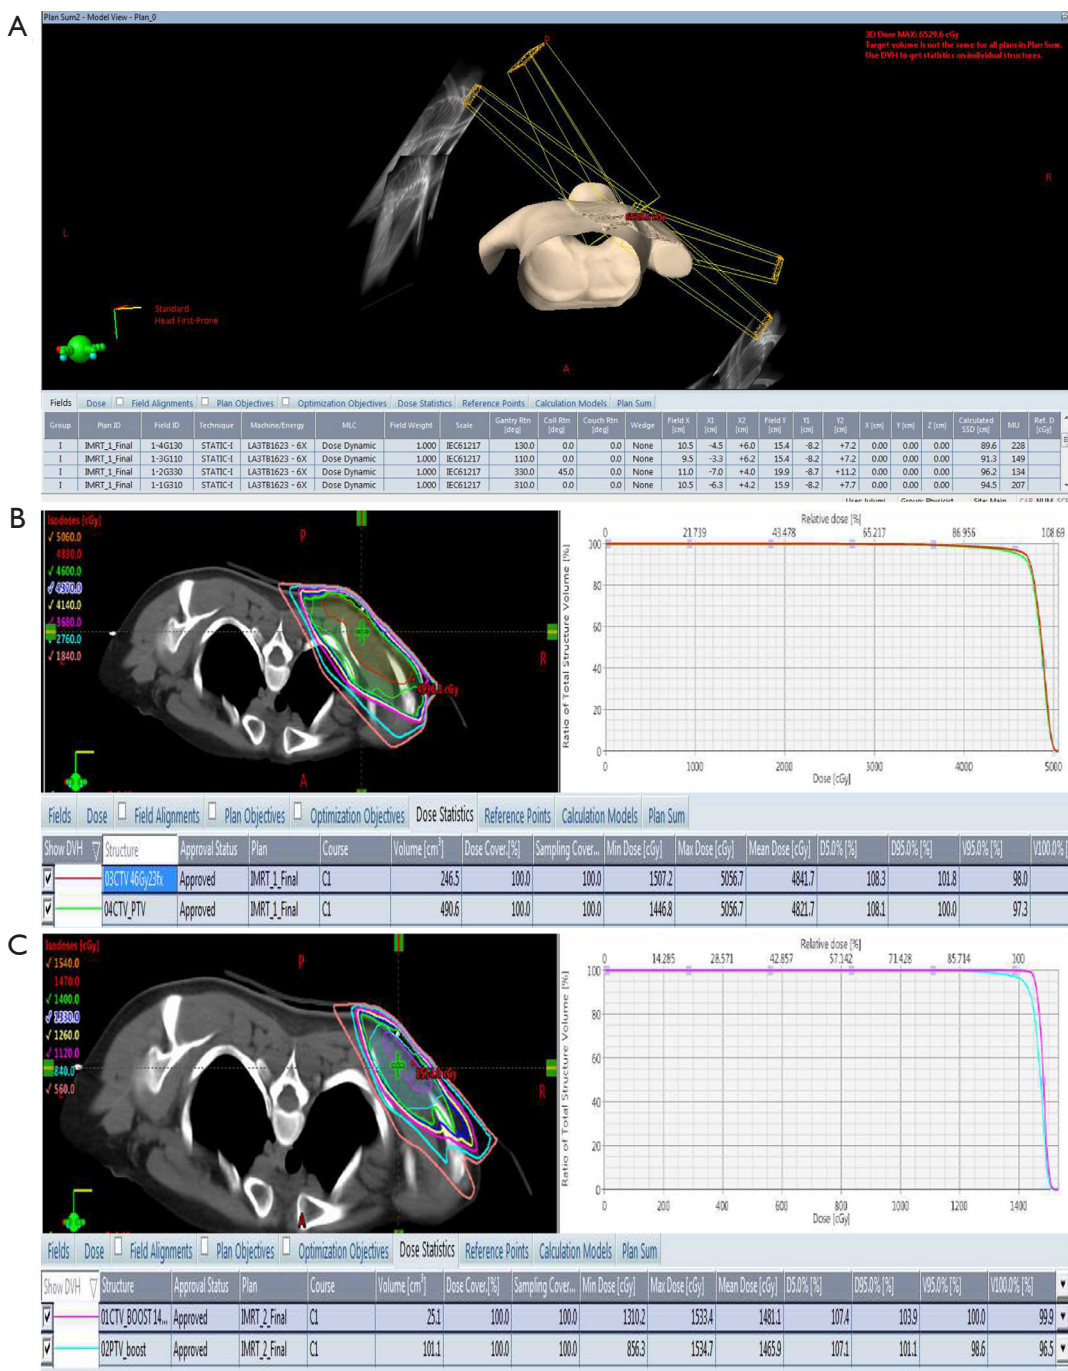 A
Plan Sum2 - Model View - Plan_0
3D Dose MAX: 6529.6 cGy
Target volume is not the same for all plans in Plan Sum.
Use DVH to get statistics on individual structures.
P
R
6529.6 cGy
L
Standard
Head First-Prone
A
Fields Dose Field Alignments Plan Objectives Optimization Objectives Dose Statistics Reference Points Calculation Models Plan Sum
Group Plan ID Field ID Technique Machine/Energy MLC Field Weight Scale Gantry Rtn [deg] Coll Rtn [deg] Couch Rtn [deg] Wedge Field X [cm] X1 [cm] X2 [cm] Field Y [cm] Y1 [cm] Y2 [cm] X [cm] Y [cm] Z [cm] Calculated SSD [cm] MU Ref. D [cGy]
I IMRT_1_Final 1-4G130 STATIC-I LA3TB1623 - 6X Dose Dynamic 1.000 IEC61217 130.0 0.0 0.0 None 10.5 -4.5 +6.0 15.4 -8.2 +7.2 0.00 0.00 0.00 89.6 228
I IMRT_1_Final 1-3G110 STATIC-I LA3TB1623 - 6X Dose Dynamic 1.000 IEC61217 110.0 0.0 0.0 None 9.5 -3.3 +6.2 15.4 -8.2 +7.2 0.00 0.00 0.00 91.3 149
I IMRT_1_Final 1-2G330 STATIC-I LA3TB1623 - 6X Dose Dynamic 1.000 IEC61217 330.0 45.0 0.0 None 11.0 -7.0 +4.0 19.9 -8.7 +11.2 0.00 0.00 0.00 96.2 134
I IMRT_1_Final 1-1G310 STATIC-I LA3TB1623 - 6X Dose Dynamic 1.000 IEC61217 310.0 0.0 0.0 None 10.5 -6.3 +4.2 15.9 -8.2 +7.7 0.00 0.00 0.00 94.5 207
B
Isodoses [cGy]
5060.0
4830.0
4600.0
4370.0
4140.0
3680.0
2760.0
1840.0
P
R
A
Relative dose [%]
0 21.739 43.478 65.217 86.956 108.69
Ratio of Total Structure Volume [%]
100
80
60
40
20
0
0 1000 2000 3000 4000 5000
Dose [cGy]
Fields Dose Field Alignments Plan Objectives Optimization Objectives Dose Statistics Reference Points Calculation Models Plan Sum
Show DVH Structure Approval Status Plan Course Volume [cm³] Dose Cover.[%] Sampling Cover... Min Dose [cGy] Max Dose [cGy] Mean Dose [cGy] D5.0% [%] D95.0% [%] V95.0% [%] V100.0% [%]
03CTV 46Gy23fx Approved IMRT_1_Final C1 246.5 100.0 100.0 1507.2 5056.7 4841.7 108.3 101.8 98.0
04CTV_PTV Approved IMRT_1_Final C1 490.6 100.0 100.0 1446.8 5056.7 4821.7 108.1 100.0 97.3
C
Isodoses [cGy]
1540.0
1470.0
1400.0
1330.0
1260.0
1120.0
840.0
560.0
P
R
A
Relative dose [%]
0 14.285 28.571 42.857 57.142 71.428 85.714 100
Ratio of Total Structure Volume [%]
100
80
60
40
20
0
0 200 400 600 800 1000 1200 1400
Dose [cGy]
Fields Dose Field Alignments Plan Objectives Optimization Objectives Dose Statistics Reference Points Calculation Models Plan Sum
Show DVH Structure Approval Status Plan Course Volume [cm³] Dose Cover.[%] Sampling Cover... Min Dose [cGy] Max Dose [cGy] Mean Dose [cGy] D5.0% [%] D95.0% [%] V95.0% [%] V100.0% [%]
01CTV_BOOST 14... Approved IMRT_2_Final C1 25.1 100.0 100.0 1310.2 1533.4 1481.1 107.4 103.9 100.0 99.9
02PTV_boost Approved IMRT_2_Final C1 101.1 100.0 100.0 856.3 1534.7 1465.9 107.1 101.1 98.6 96.5